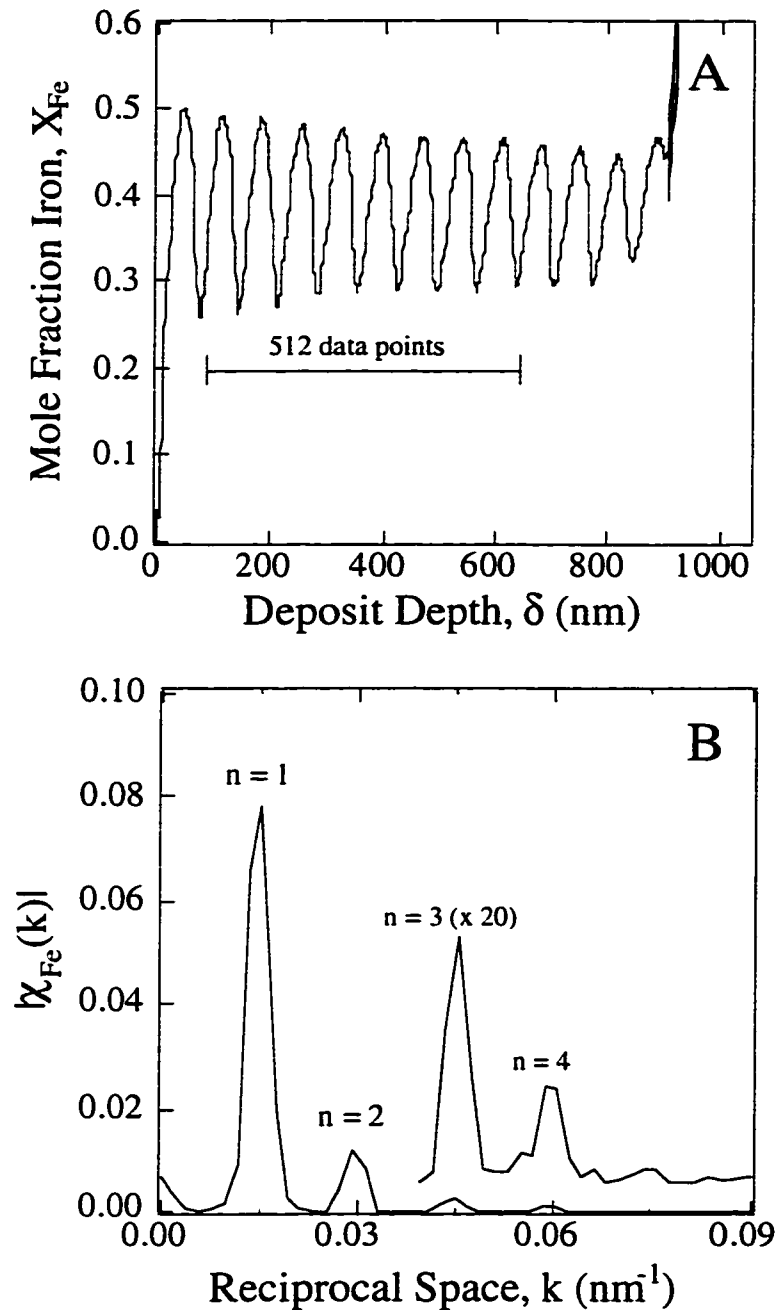 A
Mole Fraction Iron, X_Fe
0.6
0.5
0.4
0.3
0.2
0.1
0.0
512 data points
0 200 400 600 800 1000
Deposit Depth, δ (nm)
B
|χ_Fe(k)|
0.10
0.08
0.06
0.04
0.02
0.00
n = 1
n = 2
n = 3 (x 20)
n = 4
0.00 0.03 0.06 0.09
Reciprocal Space, k (nm⁻¹)